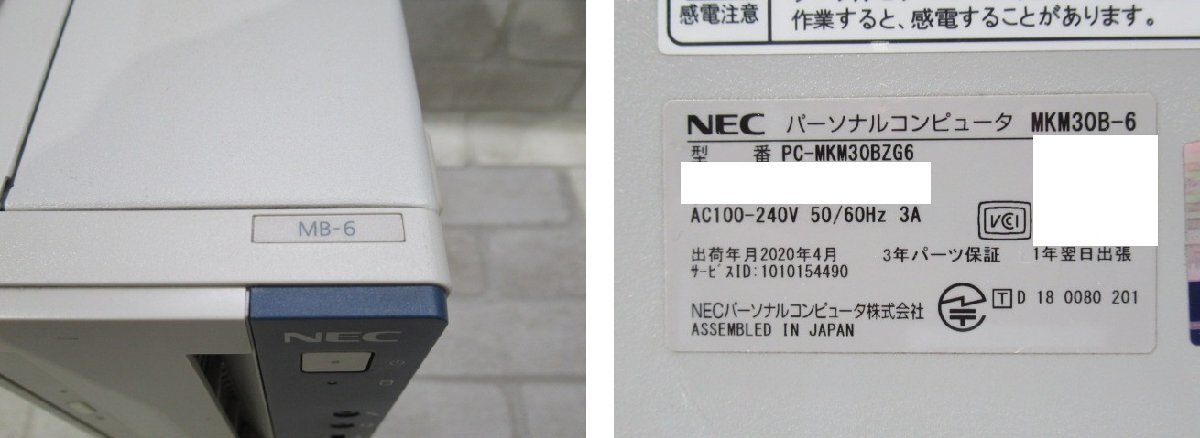 MB-6
NEC
感電注意
作業すると、感電することがあります。
NEC パーソナルコンピュータ MKM30B-6
型 番 PC-MKM30BZG6
AC100-240V 50/60Hz 3A
VCI
出荷年月2020年4月 3年パーツ保証 1年翌日出張
サービスID:1010154490
NECパーソナルコンピュータ株式会社
T D 18 0080 201
ASSEMBLED IN JAPAN